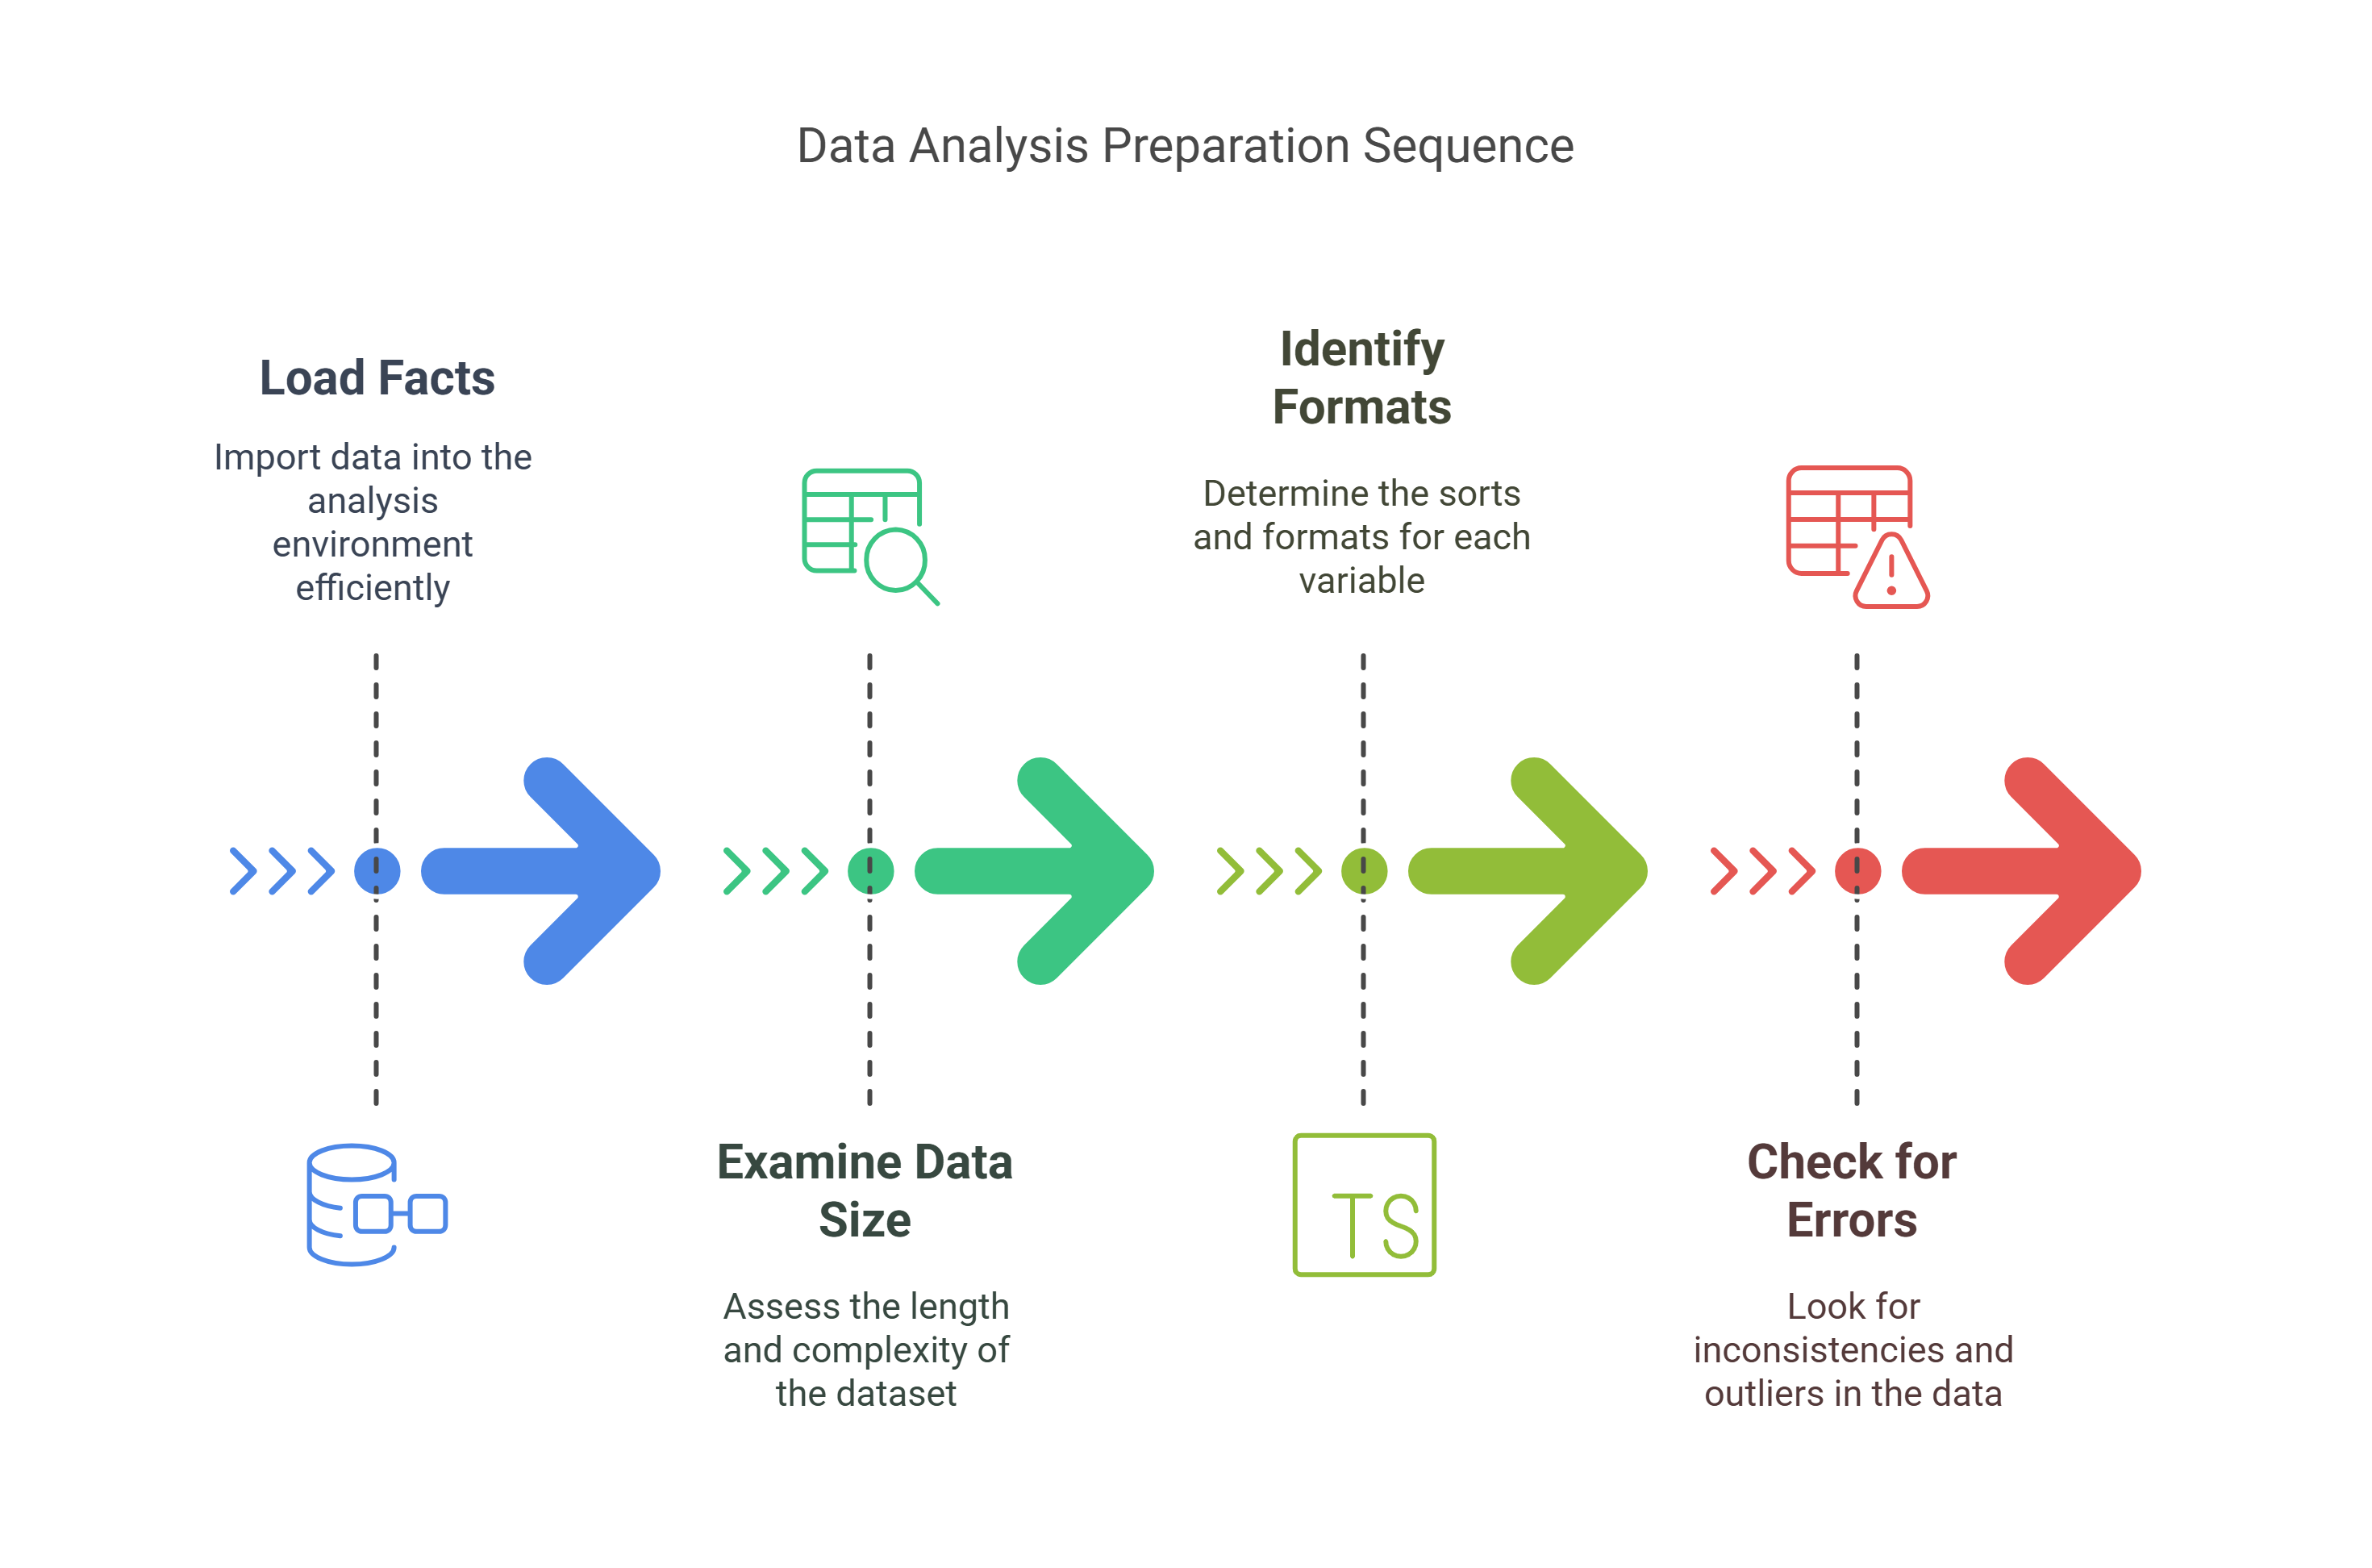 Data Analysis Preparation Sequence
Load Facts
Import data into the
analysis
environment
efficiently
Examine Data
Size
Assess the length
and complexity of
the dataset
Identify
Formats
Determine the sorts
and formats for each
variable
TS
Check for
Errors
Look for
inconsistencies and
outliers in the data